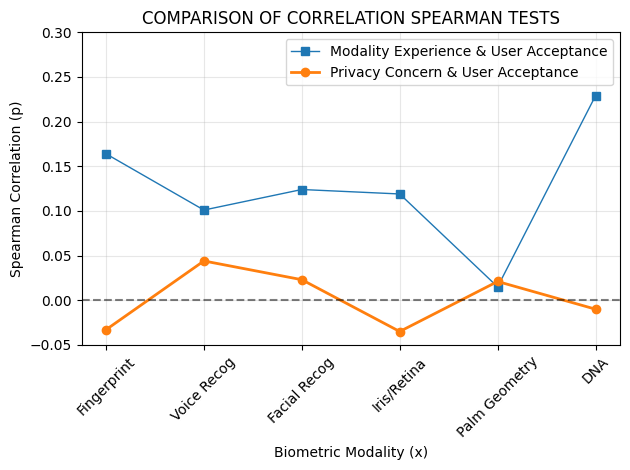 COMPARISON OF CORRELATION SPEARMAN TESTS
Modality Experience & User Acceptance
Privacy Concern & User Acceptance
Spearman Correlation (p)
0.30
0.25
0.20
0.15
0.10
0.05
0.00
−0.05
Fingerprint
Voice Recog
Facial Recog
Iris/Retina
Palm Geometry
DNA
Biometric Modality (x)